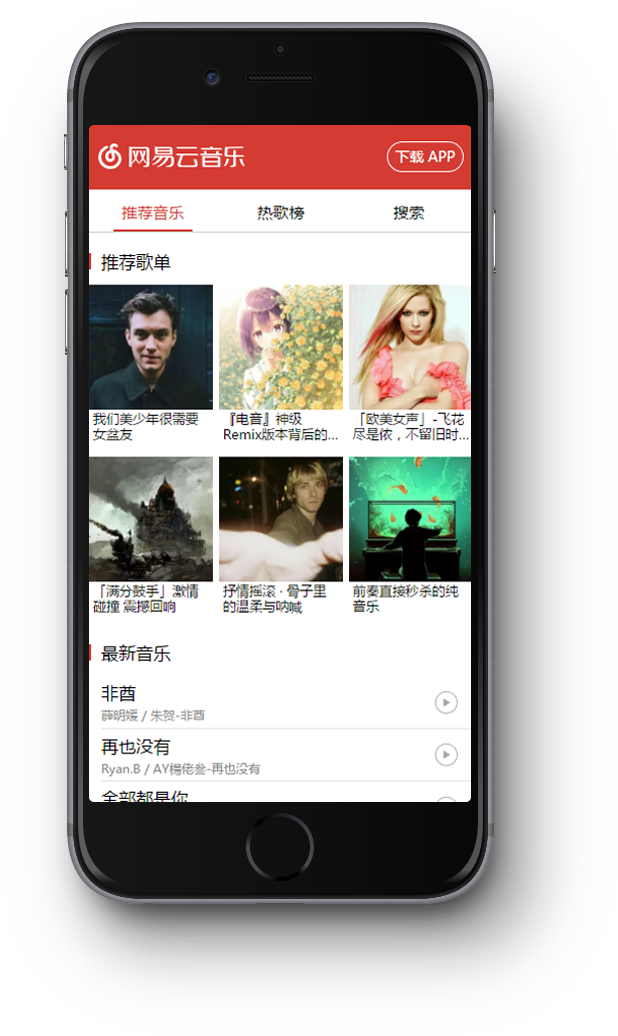 网易云音乐
下载 APP
推荐音乐
热歌榜
搜索
推荐歌单
我们美少年很需要
女盆友
『电音』神级
Remix版本背后的...
「欧美女声」-飞花
尽是侬，不留旧时...
「满分鼓手」激情
碰撞 震撼回响
抒情摇滚 · 骨子里
的温柔与呐喊
前奏直接秒杀的纯
音乐
最新音乐
非酋
薛明媛 / 朱贺-非酋
再也没有
Ryan.B / AY楊佬叁-再也没有
全部都是你